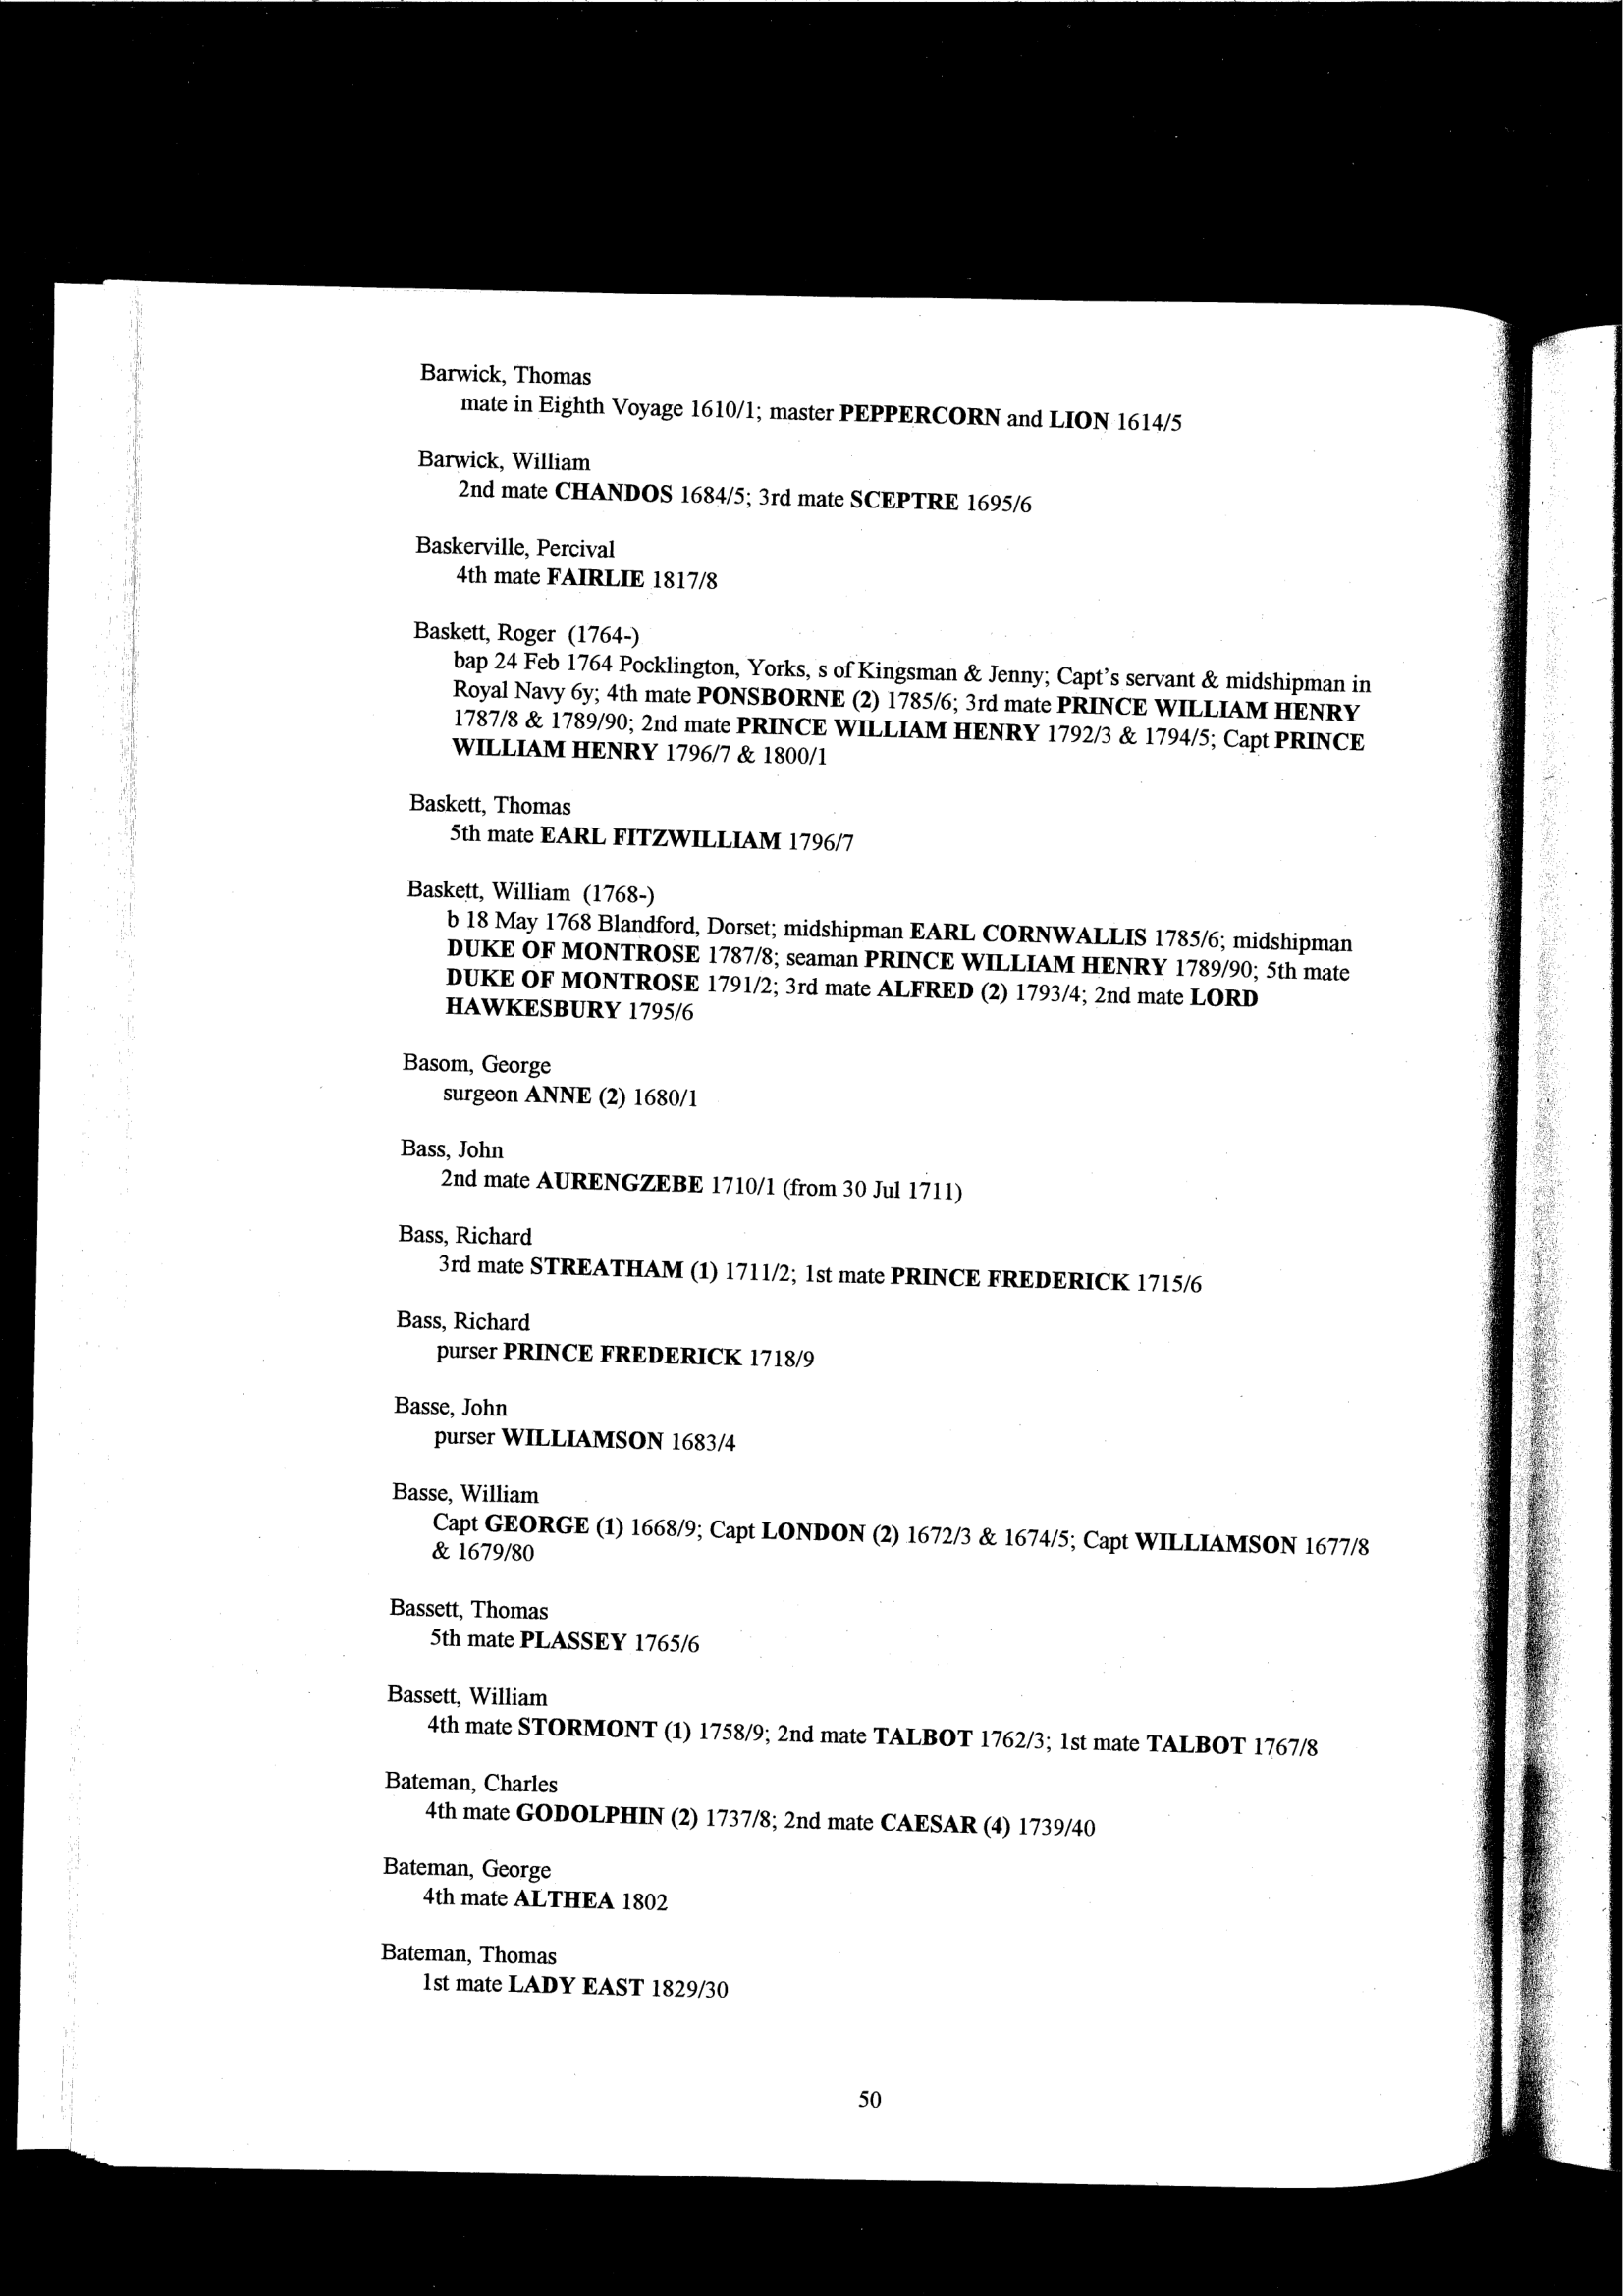 Barwick, Thomas
mate in Eighth Voyage 1610/1; master PEPPERCORN and LION 1614/5
Barwick, William
2nd mate CHANDOS 1684/5; 3rd mate SCEPTRE 1695/6
Baskerville, Percival
4th mate FAIRLIE 1817/8
Baskett, Roger (1764-)
bap 24 Feb 1764 Pocklington, Yorks, s of Kingsman & Jenny; Capt's servant & midshipman in
Royal Navy 6y; 4th mate PONSBORNE (2) 1785/6; 3rd mate PRINCE WILLIAM HENRY
1787/8 & 1789/90; 2nd mate PRINCE WILLIAM HENRY 1792/3 & 1794/5; Capt PRINCE
WILLIAM HENRY 1796/7 & 1800/1
Baskett, Thomas
5th mate EARL FITZWILLIAM 1796/7
Baskett, William (1768-)
b 18 May 1768 Blandford, Dorset; midshipman EARL CORNWALLIS 1785/6; midshipman
DUKE OF MONTROSE 1787/8; seaman PRINCE WILLIAM HENRY 1789/90; 5th mate
DUKE OF MONTROSE 1791/2; 3rd mate ALFRED (2) 1793/4; 2nd mate LORD
HAWKESBURY 1795/6
Basom, George
surgeon ANNE (2) 1680/1
Bass, John
2nd mate AURENGZEBE 1710/1 (from 30 Jul 1711)
Bass, Richard
3rd mate STREATHAM (1) 1711/2; 1st mate PRINCE FREDERICK 1715/6
Bass, Richard
purser PRINCE FREDERICK 1718/9
Basse, John
purser WILLIAMSON 1683/4
Basse, William
Capt GEORGE (1) 1668/9; Capt LONDON (2) 1672/3 & 1674/5; Capt WILLIAMSON 1677/8
& 1679/80
Bassett, Thomas
5th mate PLASSEY 1765/6
Bassett, William
4th mate STORMONT (1) 1758/9; 2nd mate TALBOT 1762/3; 1st mate TALBOT 1767/8
Bateman, Charles
4th mate GODOLPHIN (2) 1737/8; 2nd mate CAESAR (4) 1739/40
Bateman, George
4th mate ALTHEA 1802
Bateman, Thomas
1st mate LADY EAST 1829/30
50